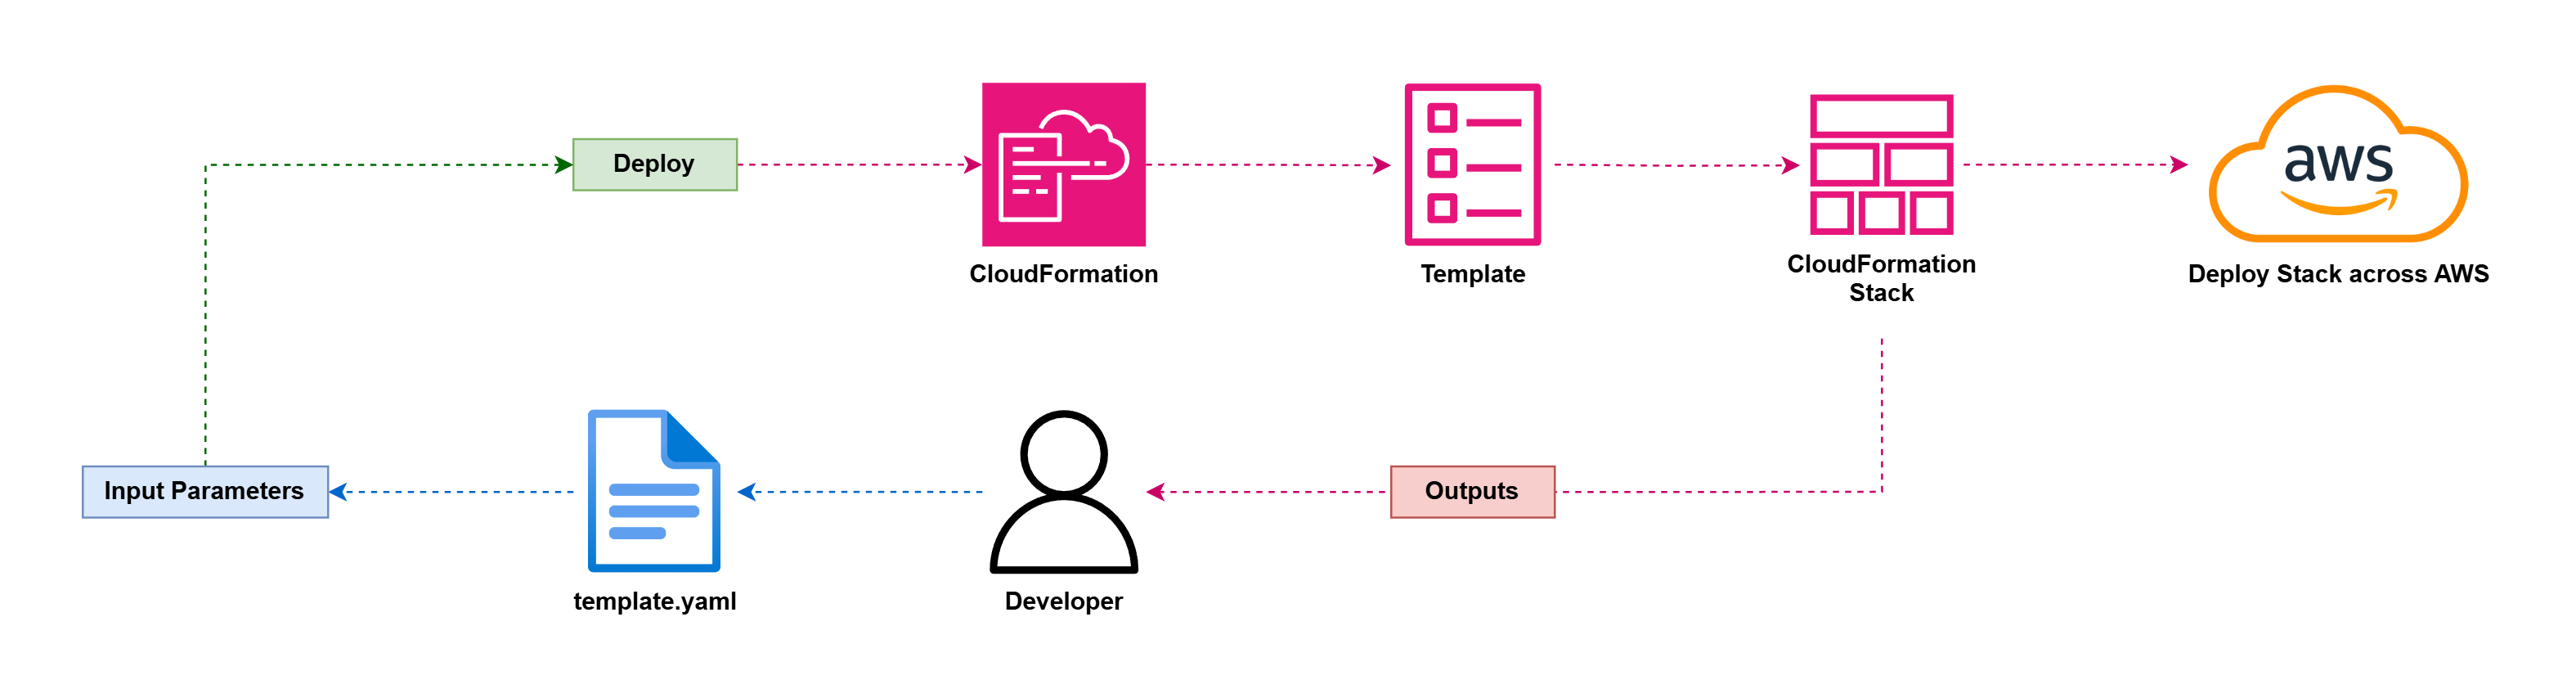 Deploy
aws
CloudFormation
Template
CloudFormation
Stack
Deploy Stack across AWS
Input Parameters
template.yaml
Developer
Outputs